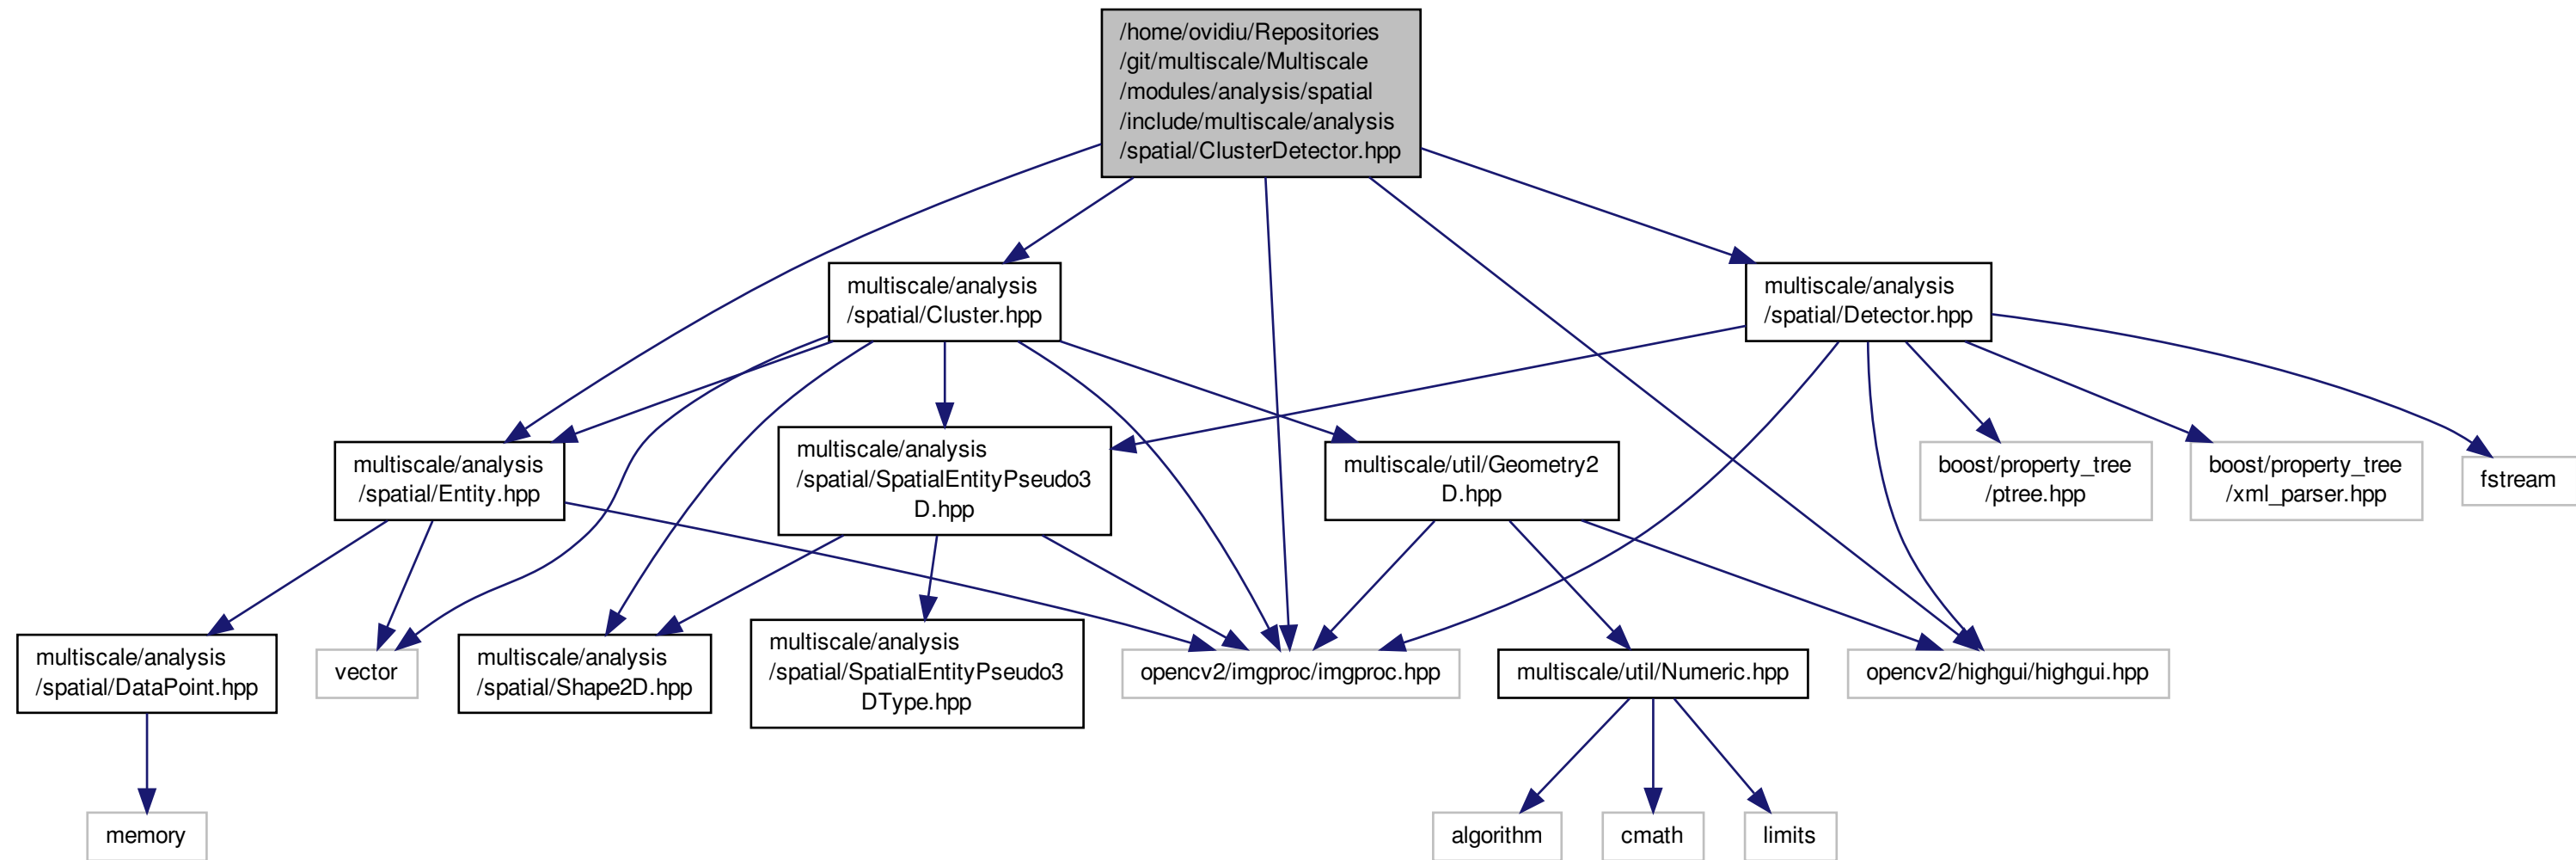 /home/ovidiu/Repositories
/git/multiscale/Multiscale
/modules/analysis/spatial
/include/multiscale/analysis
/spatial/ClusterDetector.hpp
multiscale/analysis
/spatial/Cluster.hpp
multiscale/analysis
/spatial/Detector.hpp
multiscale/analysis
/spatial/Entity.hpp
multiscale/analysis
/spatial/SpatialEntityPseudo3
D.hpp
multiscale/util/Geometry2
D.hpp
boost/property_tree
/ptree.hpp
boost/property_tree
/xml_parser.hpp
fstream
multiscale/analysis
/spatial/DataPoint.hpp
vector
multiscale/analysis
/spatial/Shape2D.hpp
multiscale/analysis
/spatial/SpatialEntityPseudo3
DType.hpp
opencv2/imgproc/imgproc.hpp
multiscale/util/Numeric.hpp
opencv2/highgui/highgui.hpp
memory
algorithm
cmath
limits